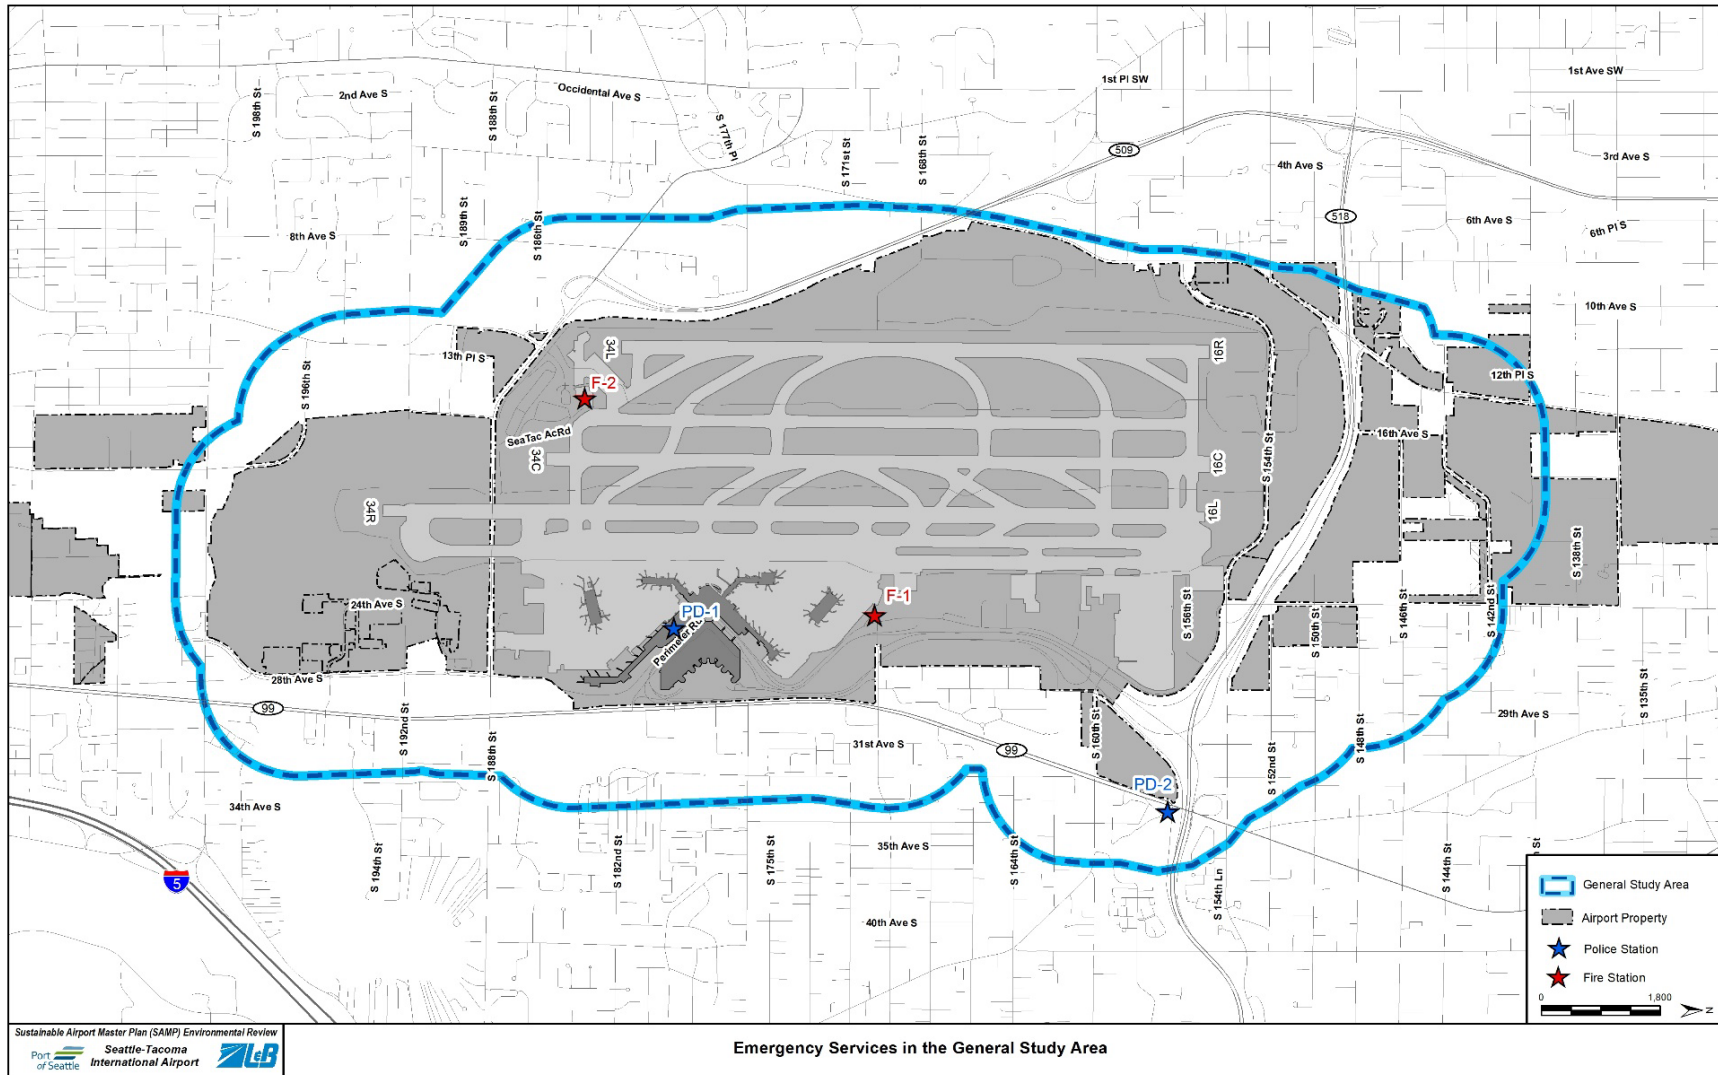 1st Pl SW
1st Ave SW
2nd Ave S
Occidental Ave S
S 198th St
S 188th St
S 177th Pl
S 171st St
S 168th St
509
4th Ave S
3rd Ave S
518
6th Ave S
6th Pl S
8th Ave S
S 189th St
S 186th St
10th Ave S
13th Pl S
34L
16R
12th Pl S
S 196th St
F-2
SeaTac AcRd
34C
16C
S 154th St
16th Ave S
34R
16L
S 138th St
24th Ave S
PD-1
F-1
Perimeter Rd
S 156th St
S 150th St
S 146th St
S 142nd St
28th Ave S
99
S 192nd St
S 188th St
31st Ave S
99
S 160th St
S 152nd St
S 148th St
29th Ave S
S 135th St
PD-2
34th Ave S
S 194th St
S 182nd St
S 175th St
35th Ave S
S 164th St
S 154th Ln
S 144th St
5
40th Ave S
General Study Area
Airport Property
Police Station
Fire Station
0 1,800
N
Sustainable Airport Master Plan (SAMP) Environmental Review
Port
of Seattle
Seattle-Tacoma
International Airport
L&B
Emergency Services in the General Study Area